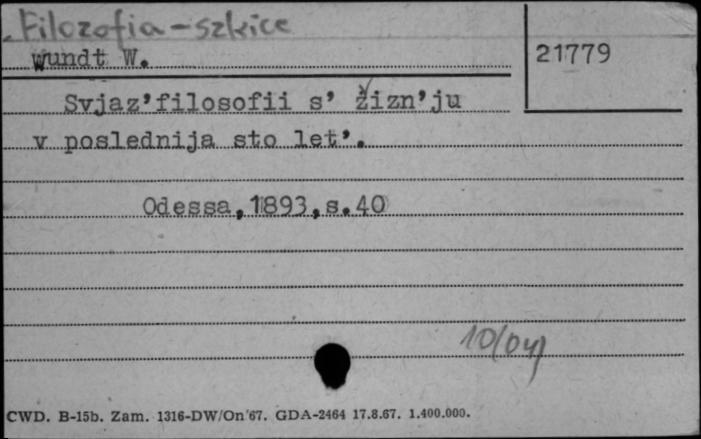 Filozofia – szkice
wundt W.
21779
Svjaz’filosofii s’ žizn’ju
v poslednija sto let’.
Odessa,1893,s.40
10/04)
CWD. B-15b. Zam. 1316-DW/On'67. GDA-2464 17.8.67. 1.400.000.